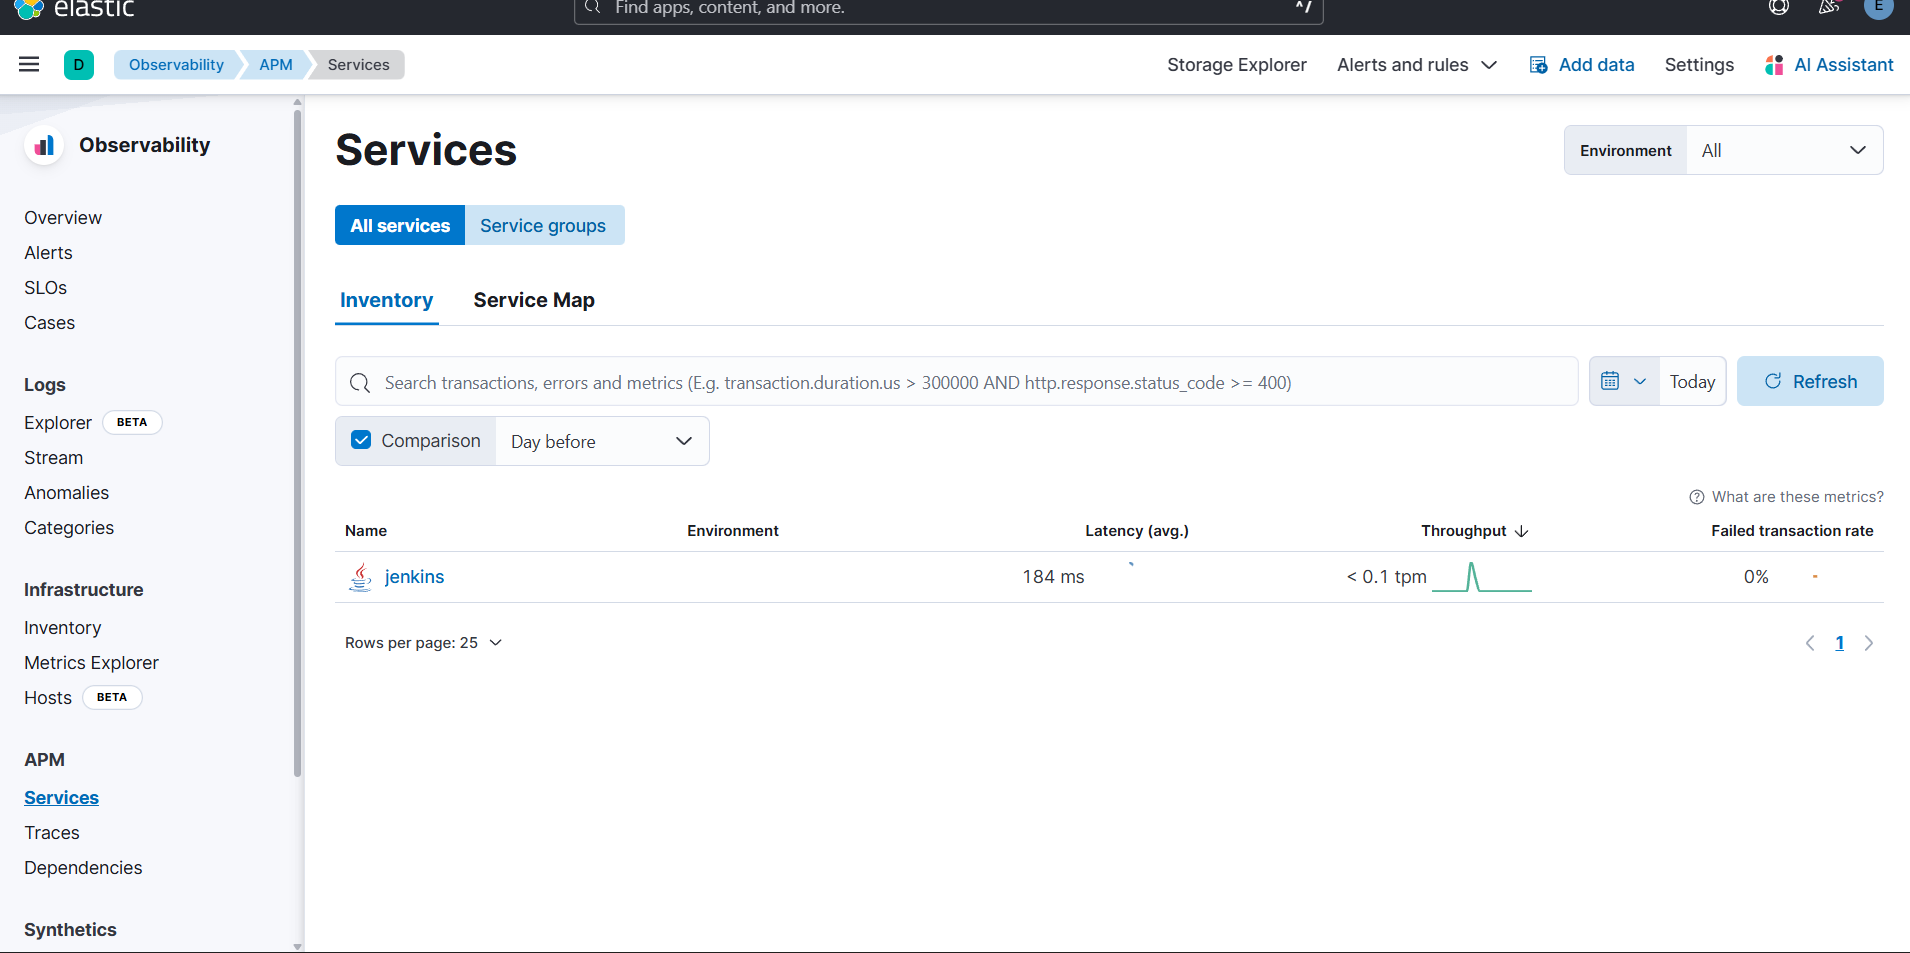 elastic
Find apps, content, and more.
^/
E
D
Observability
APM
Services
Storage Explorer
Alerts and rules
Add data
Settings
AI Assistant
Observability
Overview
Alerts
SLOs
Cases
Logs
Explorer BETA
Stream
Anomalies
Categories
Infrastructure
Inventory
Metrics Explorer
Hosts BETA
APM
Services
Traces
Dependencies
Synthetics
Services
Environment All
All services Service groups
Inventory Service Map
Search transactions, errors and metrics (E.g. transaction.duration.us > 300000 AND http.response.status_code >= 400)
Today
Refresh
Comparison Day before
What are these metrics?
Name Environment Latency (avg.) Throughput Failed transaction rate
jenkins 184 ms < 0.1 tpm 0%
Rows per page: 25
1